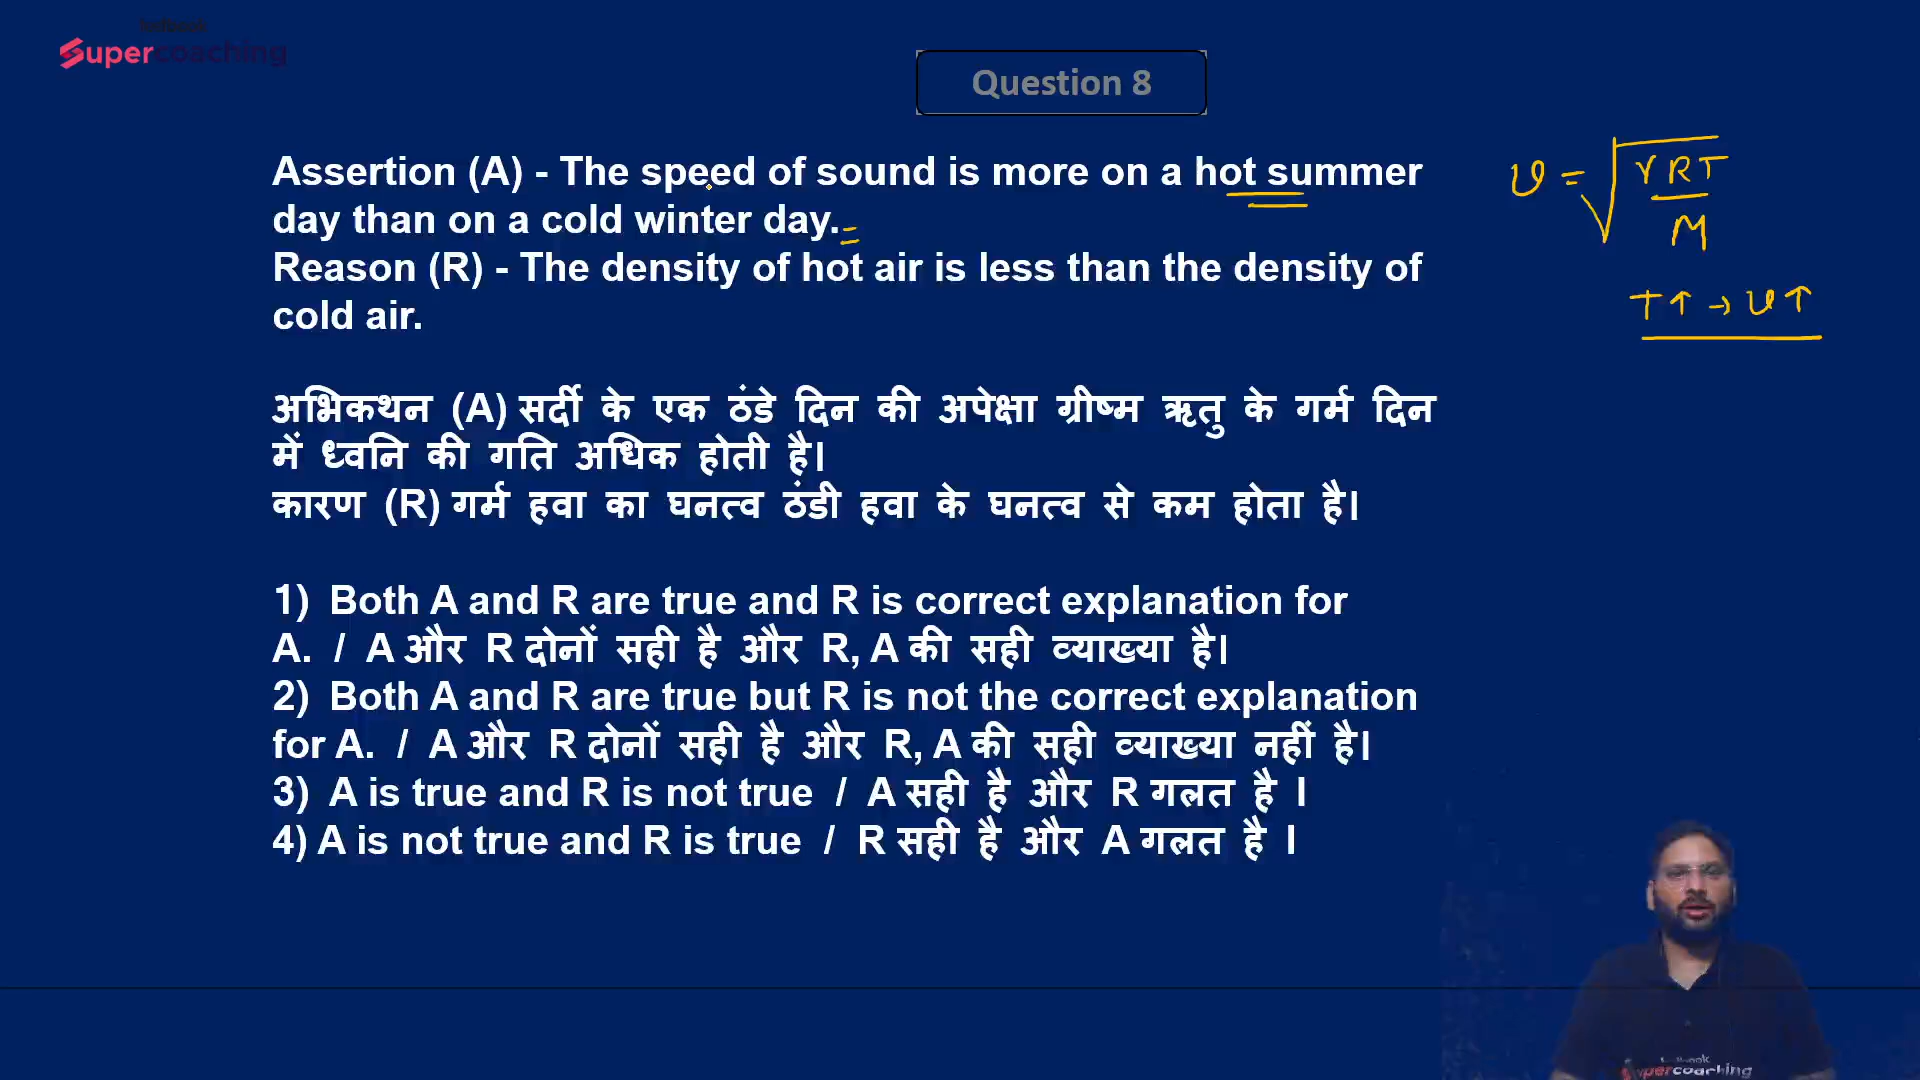 testbook
Supercoaching
Question 8
Assertion (A) - The speed of sound is more on a hot summer
day than on a cold winter day.
Reason (R) - The density of hot air is less than the density of
cold air.
v = √γRT
M
T↑ → v↑
अभिकथन (A) सर्दी के एक ठंडे दिन की अपेक्षा ग्रीष्म ऋतु के गर्म दिन
में ध्वनि की गति अधिक होती है।
कारण (R) गर्म हवा का घनत्व ठंडी हवा के घनत्व से कम होता है।
1) Both A and R are true and R is correct explanation for
A. / A और R दोनों सही है और R, A की सही व्याख्या है।
2) Both A and R are true but R is not the correct explanation
for A. / A और R दोनों सही है और R, A की सही व्याख्या नहीं है।
3) A is true and R is not true / A सही है और R गलत है ।
4) A is not true and R is true / R सही है और A गलत है ।
testbook
Supercoaching